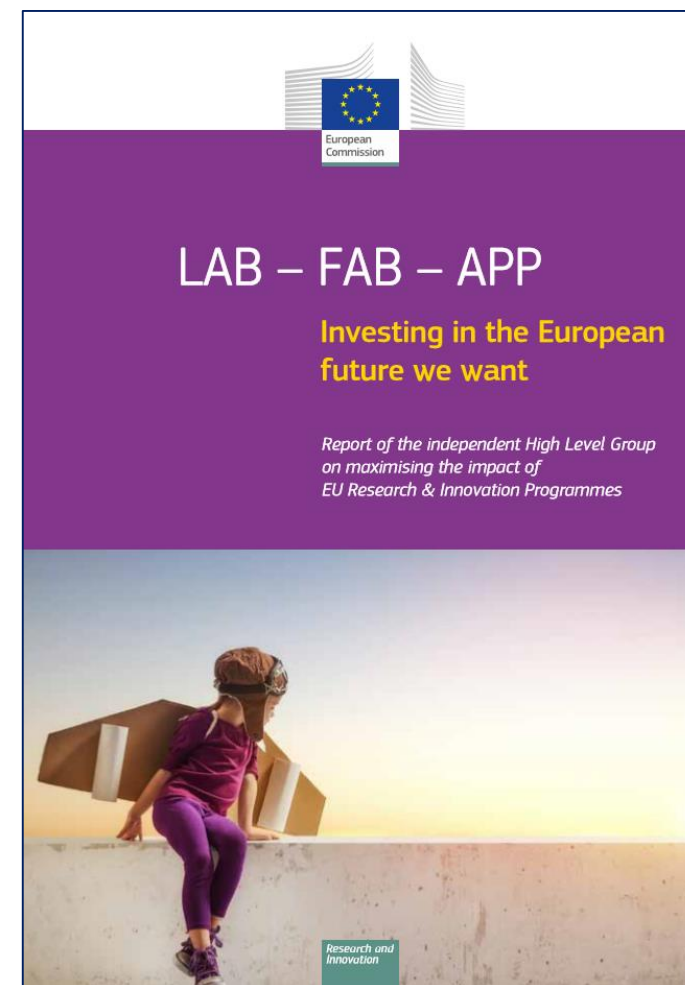 European
Commission
LAB – FAB – APP
Investing in the European
future we want
Report of the independent High Level Group
on maximising the impact of
EU Research & Innovation Programmes
Research and
Innovation